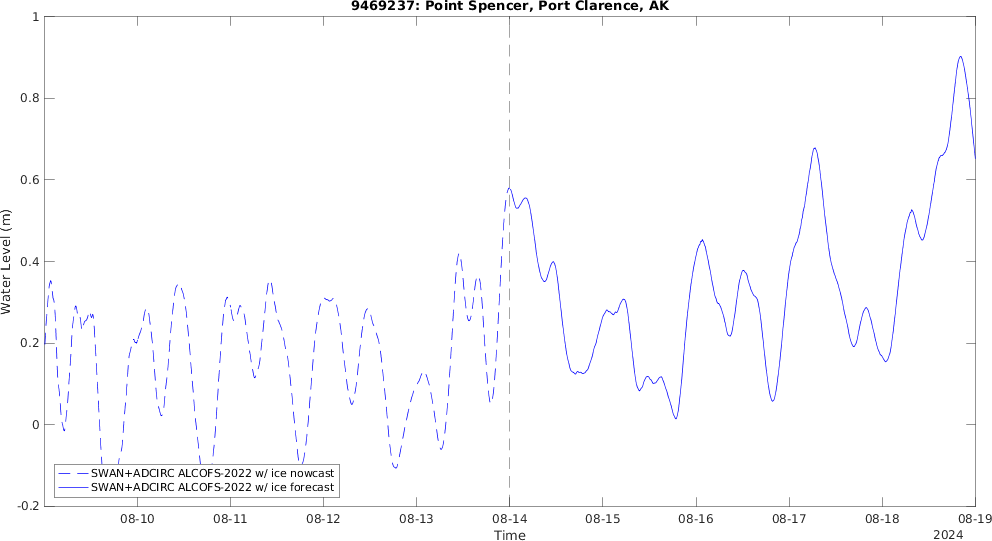 9469237: Point Spencer, Port Clarence, AK
Water Level (m)
1
0.8
0.6
0.4
0.2
0
-0.2
SWAN+ADCIRC ALCOFS-2022 w/ ice nowcast
SWAN+ADCIRC ALCOFS-2022 w/ ice forecast
08-10 08-11 08-12 08-13 08-14 08-15 08-16 08-17 08-18 08-19
Time
2024